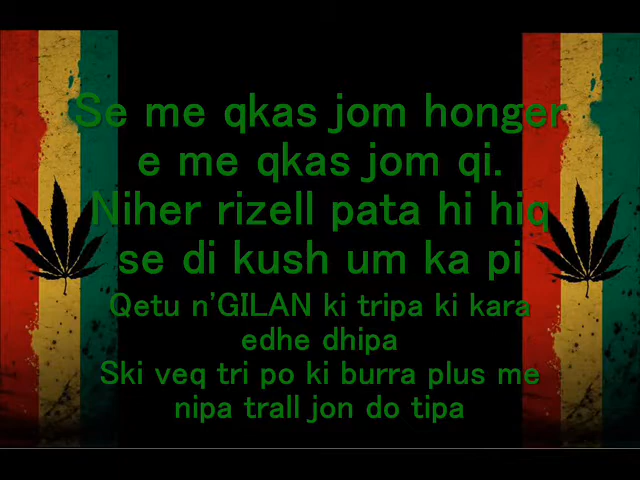 Se me qkas jom honger
e me qkas jom qi.
Niher rizell pata hi hiq
se di kush um ka pi
Qetu n'GILAN ki tripa ki kara
edhe dhipa
Ski veq tri po ki burra plus me
nipa trall jon do tipa